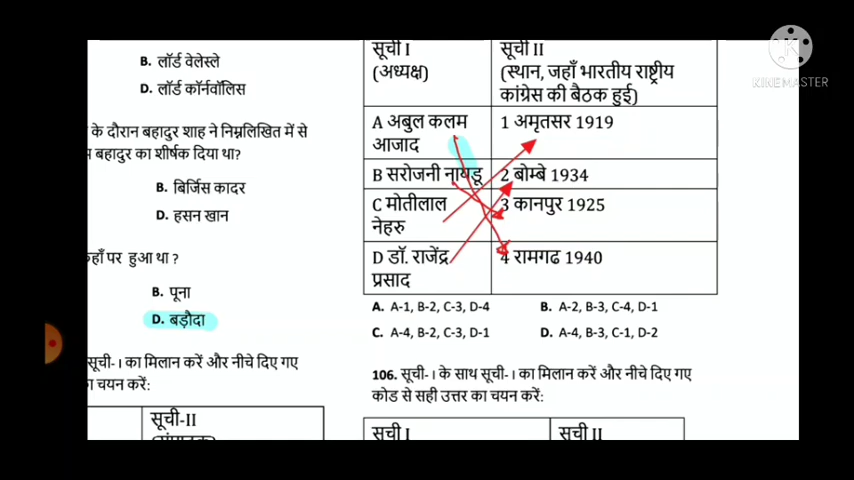 B. लॉर्ड वेलेस्ले
D. लॉर्ड कॉर्नवॉलिस
के दौरान बहादुर शाह ने निम्नलिखित में से
बहादुर का शीर्षक दिया था?
B. बिर्जिस कादर
D. हसन खान
कहाँ पर हुआ था ?
B. पूना
D. बड़ौदा
सूची- । का मिलान करें और नीचे दिए गए
चयन करें:
सूची-II
सूची I
(अध्यक्ष)
सूची II
(स्थान, जहाँ भारतीय राष्ट्रीय
कांग्रेस की बैठक हुई)
A अबुल कलम
आजाद
1 अमृतसर 1919
B सरोजनी नायडू
2 बोम्बे 1934
C मोतीलाल
नेहरु
3 कानपुर 1925
D डॉ. राजेंद्र
प्रसाद
4 रामगढ 1940
A. A-1, B-2, C-3, D-4
B. A-2, B-3, C-4, D-1
C. A-4, B-2, C-3, D-1
D. A-4, B-3, C-1, D-2
106. सूची- । के साथ सूची- । का मिलान करें और नीचे दिए गए
कोड से सही उत्तर का चयन करें:
सूची I
सूची II
KINEMASTER